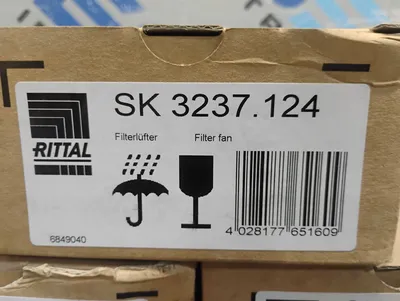 RITTAL
SK 3237.124
Filterlüfter Filter fan
4 028177 651609
6849040